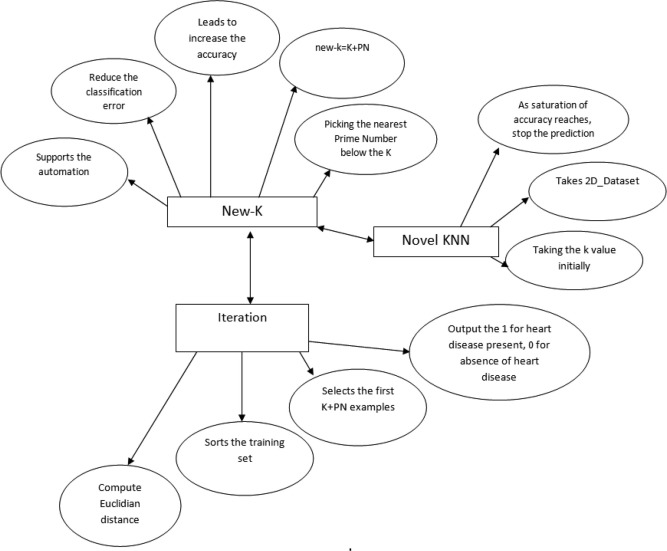 Leads to
increase the
accuracy
new-k=K+PN
Reduce the
classification
error
As saturation of
accuracy reaches,
stop the prediction
Picking the nearest
Prime Number
below the K
Supports the
automation
Takes 2D_Dataset
New-K
Novel KNN
Taking the k value
initially
Iteration
Output the 1 for heart
disease present, 0 for
absence of heart
disease
Selects the first
K+PN examples
Sorts the training
set
Compute
Euclidian
distance